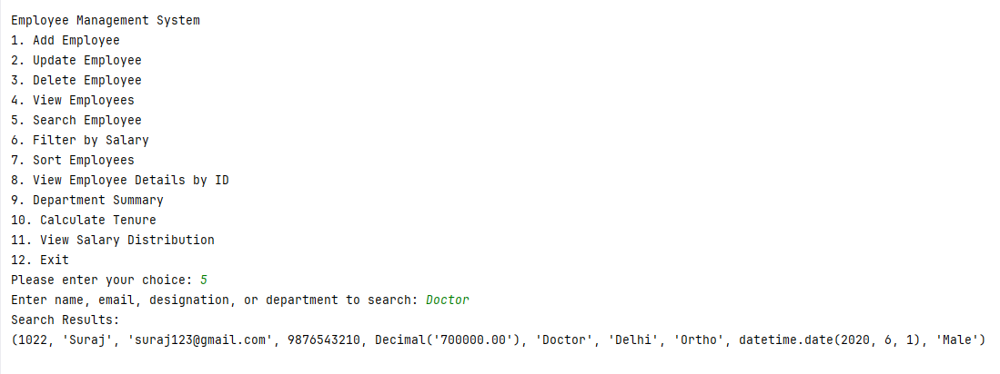 Employee Management System
1. Add Employee
2. Update Employee
3. Delete Employee
4. View Employees
5. Search Employee
6. Filter by Salary
7. Sort Employees
8. View Employee Details by ID
9. Department Summary
10. Calculate Tenure
11. View Salary Distribution
12. Exit
Please enter your choice: 5
Enter name, email, designation, or department to search: Doctor
Search Results:
(1022, 'Suraj', 'suraj123@gmail.com', 9876543210, Decimal('700000.00'), 'Doctor', 'Delhi', 'Ortho', datetime.date(2020, 6, 1), 'Male')